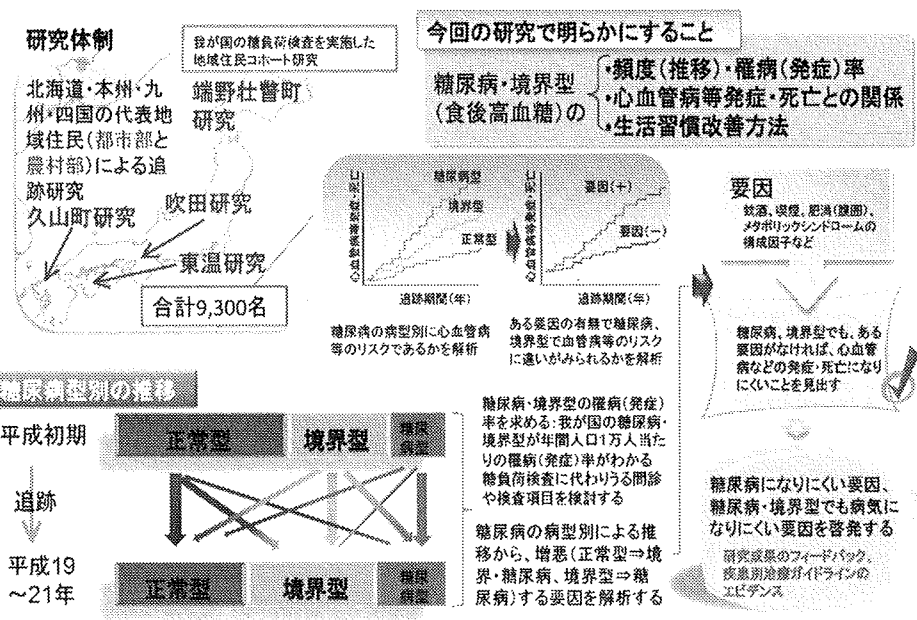 研究体制
我が国の糖負荷検査を実施した
地域住民コホート研究
北海道・本州・九
州・四国の代表地
域住民(都市部と
農村部)による追
跡研究
端野壮瞥町
研究
久山町研究
吹田研究
東温研究
合計9,300名
今回の研究で明らかにすること
糖尿病・境界型
(食後高血糖)の
・頻度(推移)・罹病(発症)率
・心血管病等発症・死亡との関係
・生活習慣改善方法
心血管病等発症・死亡
糖尿病型
境界型
正常型
追跡期間(年)
糖尿病の病型別に心血管病
等のリスクであるかを解析
心血管病等発症・死亡
要因(+)
要因(-)
追跡期間(年)
ある要因の有無で糖尿病、
境界型で血管病等のリスク
に違いがみられるかを解析
要因
飲酒、喫煙、肥満(腹囲)、
メタボリックシンドロームの
構成因子など
糖尿病、境界型でも、ある
要因がなければ、心血管
病などの発症・死亡になり
にくいことを見出す
糖尿病型別の推移
平成初期
正常型
境界型
糖尿
病型
追跡
平成19
~21年
正常型
境界型
糖尿
病型
糖尿病・境界型の罹病(発症)
率を求める:我が国の糖尿病・
境界型が年間人口1万人当た
りの罹病(発症)率がわかる
糖負荷検査に代わりうる問診
や検査項目を検討する
糖尿病の病型別による推
移から、増悪(正常型⇒境
界・糖尿病、境界型⇒糖
尿病)する要因を解析する
糖尿病になりにくい要因、
糖尿病・境界型でも病気に
なりにくい要因を啓発する
研究成果のフィードバック、
疾患別治療ガイドラインの
エビデンス